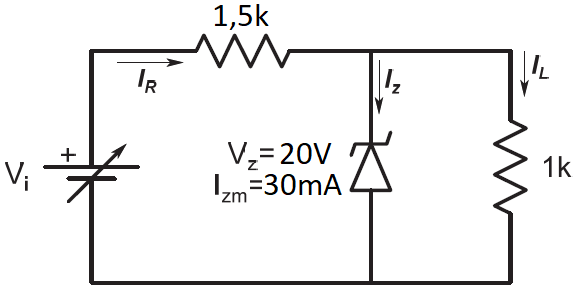 1,5k
I_R
I_z
I_L
+
V_i
V_z=20V
I_zm=30mA
1k